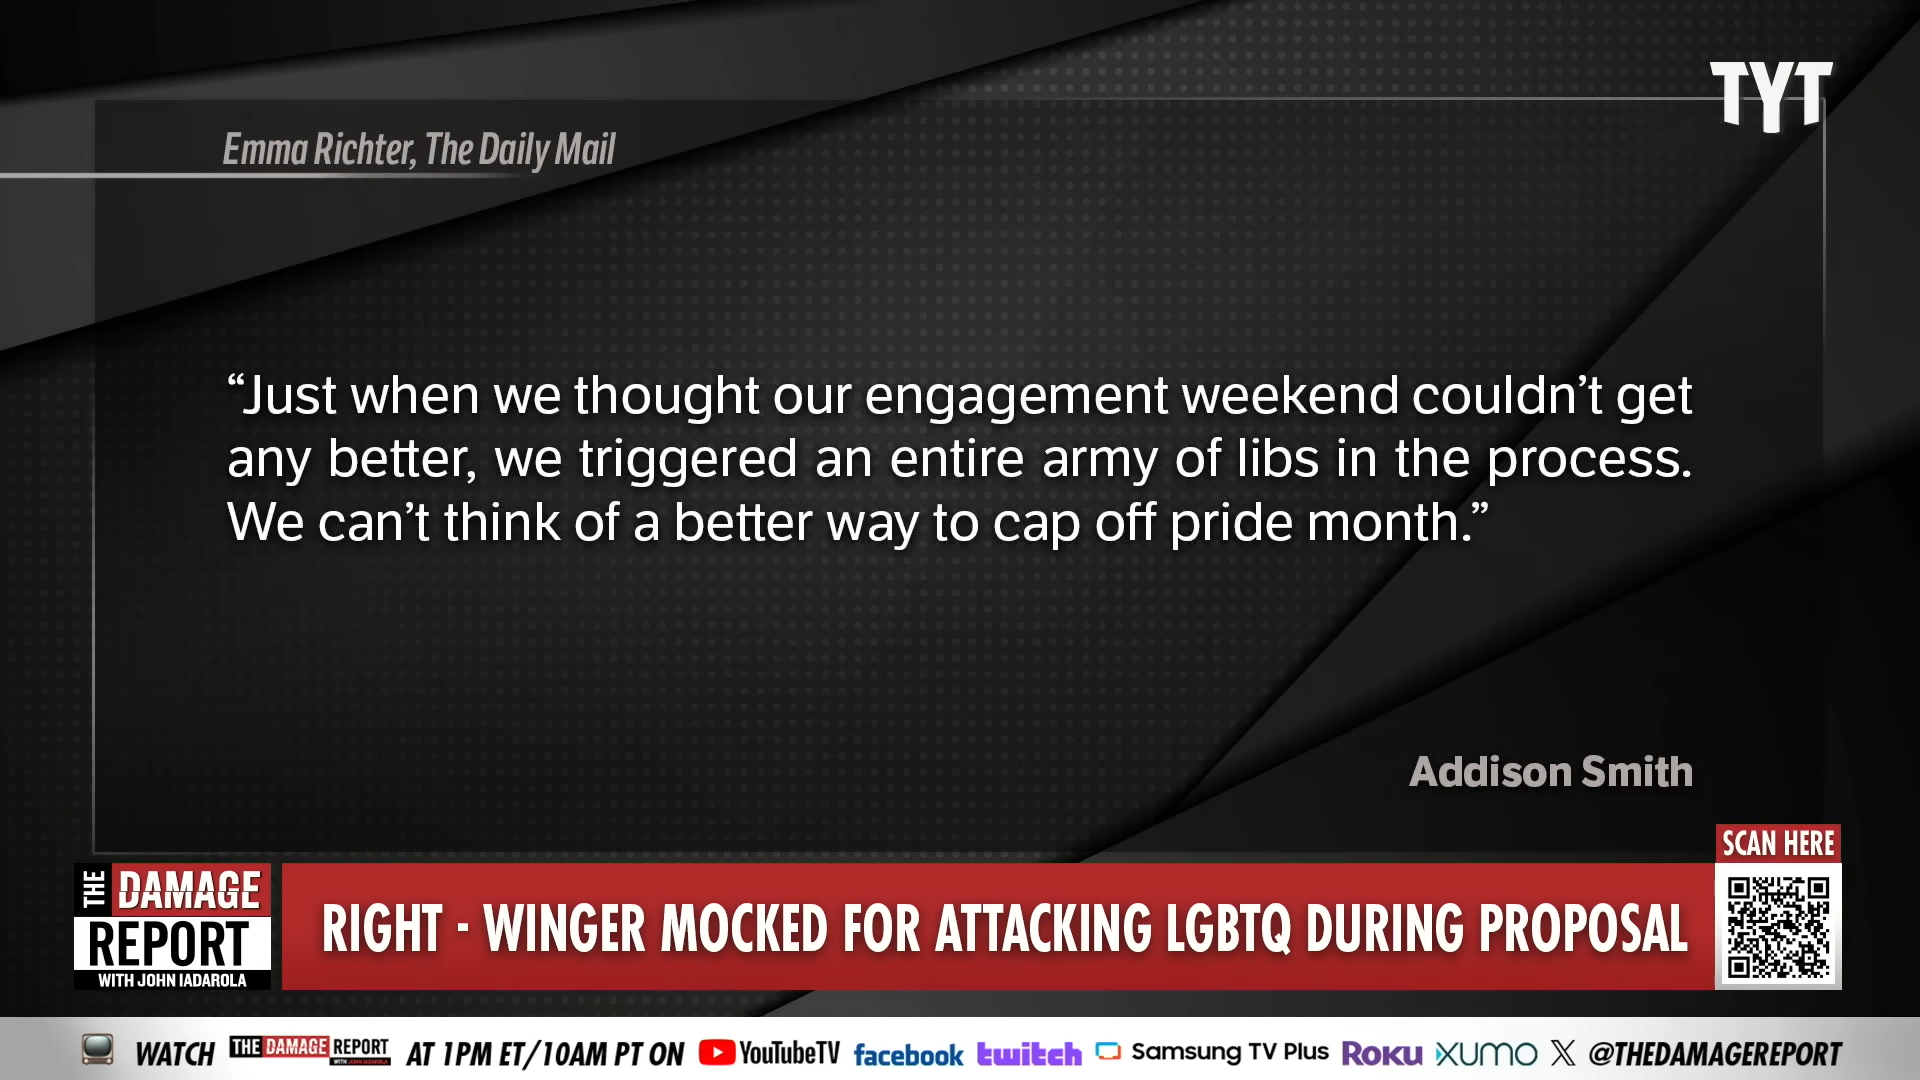 TYT
Emma Richter, The Daily Mail
“Just when we thought our engagement weekend couldn’t get
any better, we triggered an entire army of libs in the process.
We can’t think of a better way to cap off pride month.”
Addison Smith
SCAN HERE
THE DAMAGE
REPORT
WITH JOHN IADAROLA
RIGHT - WINGER MOCKED FOR ATTACKING LGBTQ DURING PROPOSAL
WATCH THE DAMAGE REPORT WITH JOHN IADAROLA AT 1PM ET/10AM PT ON YouTubeTV facebook twitch Samsung TV Plus ROKU XUMO X @THEDAMAGEREPORT